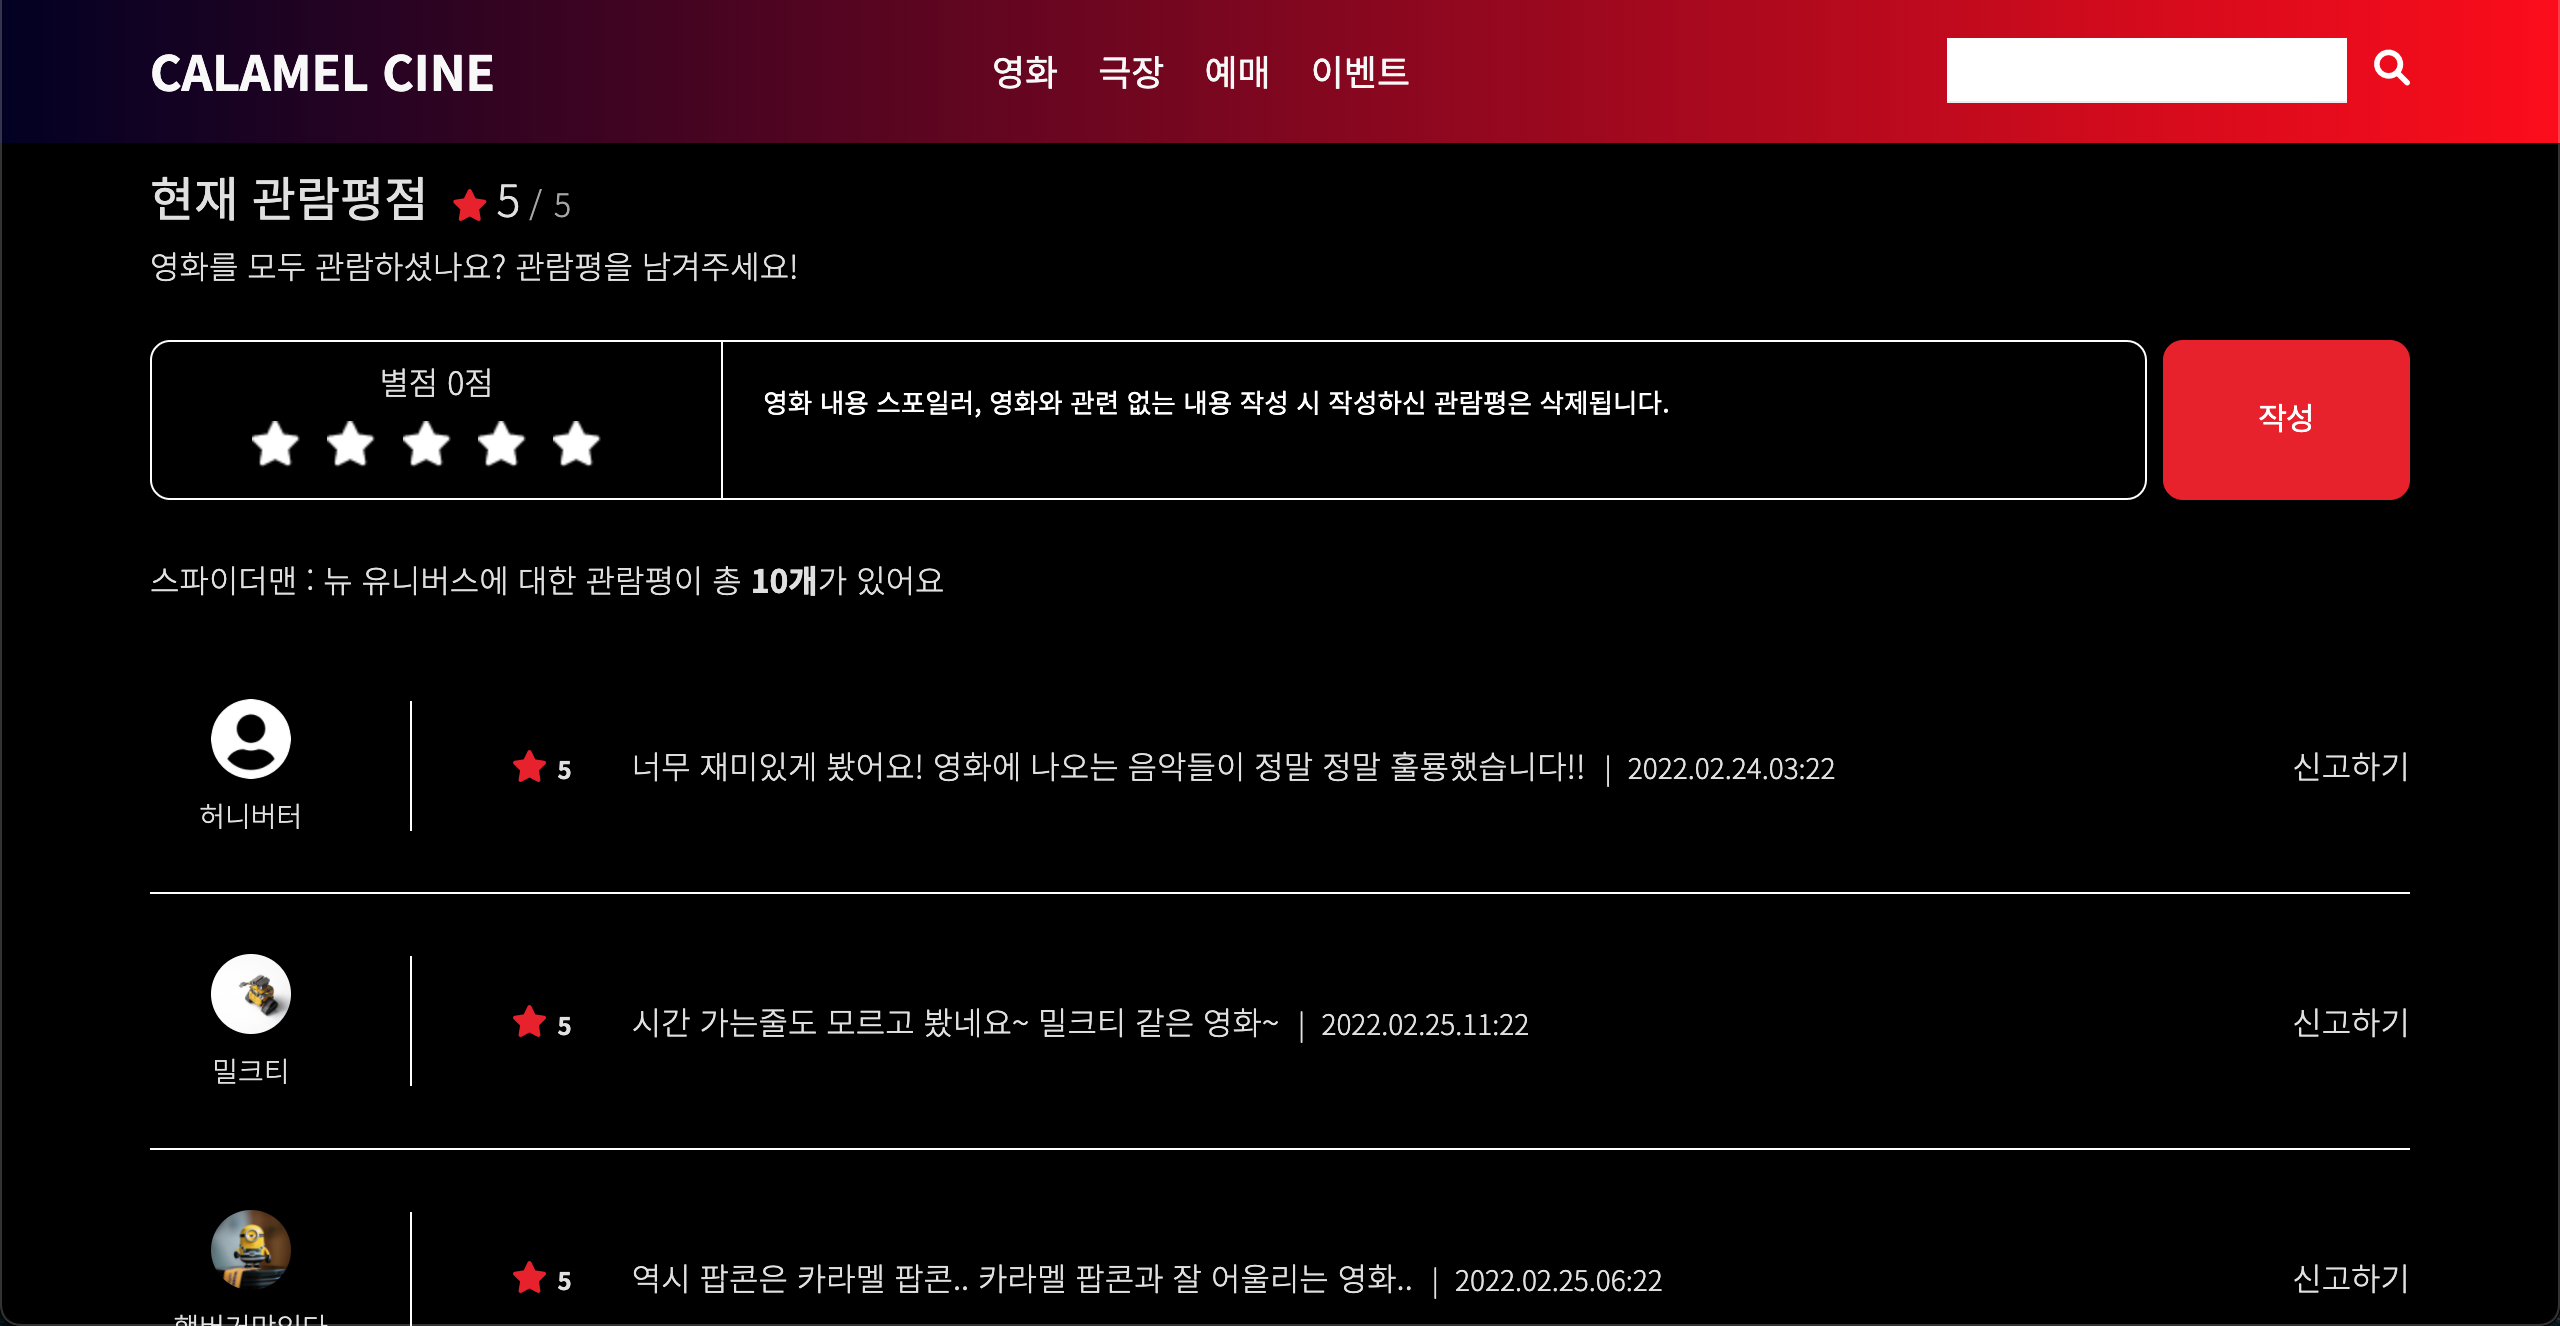 CALAMEL CINE 영화 극장 예매 이벤트
현재 관람평점 5 / 5
영화를 모두 관람하셨나요? 관람평을 남겨주세요!
별점 0점
영화 내용 스포일러, 영화와 관련 없는 내용 작성 시 작성하신 관람평은 삭제됩니다.
작성
스파이더맨 : 뉴 유니버스에 대한 관람평이 총 10개가 있어요
허니버터
5 너무 재미있게 봤어요! 영화에 나오는 음악들이 정말 정말 훌륭했습니다!! | 2022.02.24.03:22 신고하기
밀크티
5 시간 가는줄도 모르고 봤네요~ 밀크티 같은 영화~ | 2022.02.25.11:22 신고하기
5 역시 팝콘은 카라멜 팝콘.. 카라멜 팝콘과 잘 어울리는 영화.. | 2022.02.25.06:22 신고하기